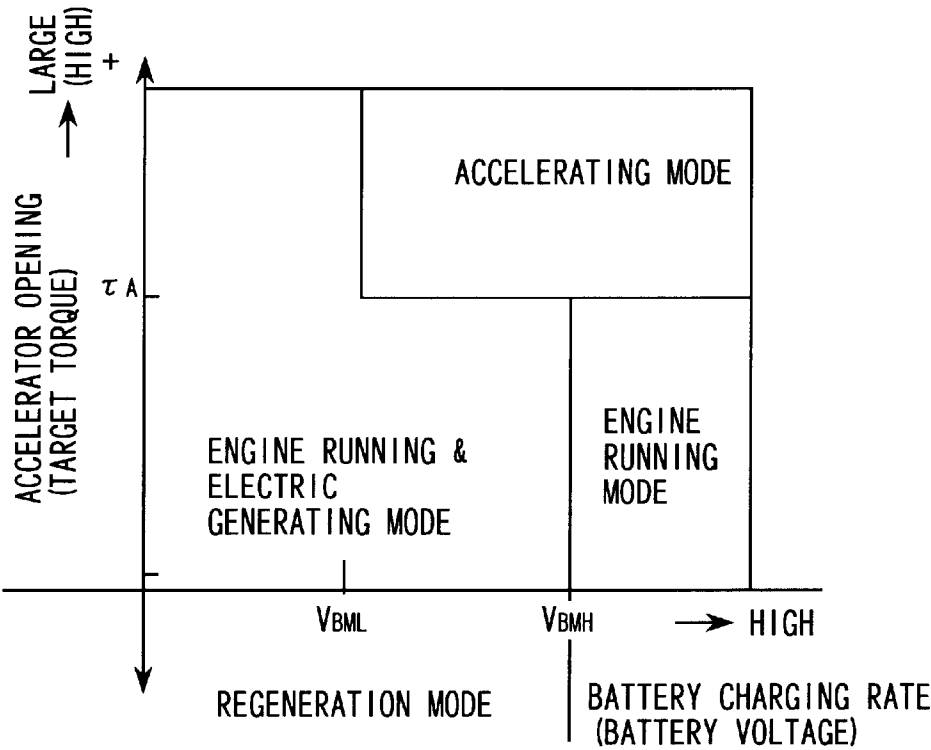 LARGE
(HIGH)
+
ACCELERATOR OPENING
(TARGET TORQUE)
ACCELERATING MODE
τA
ENGINE RUNNING &
ELECTRIC
GENERATING MODE
ENGINE
RUNNING
MODE
VBML
VBMH
HIGH
REGENERATION MODE
BATTERY CHARGING RATE
(BATTERY VOLTAGE)